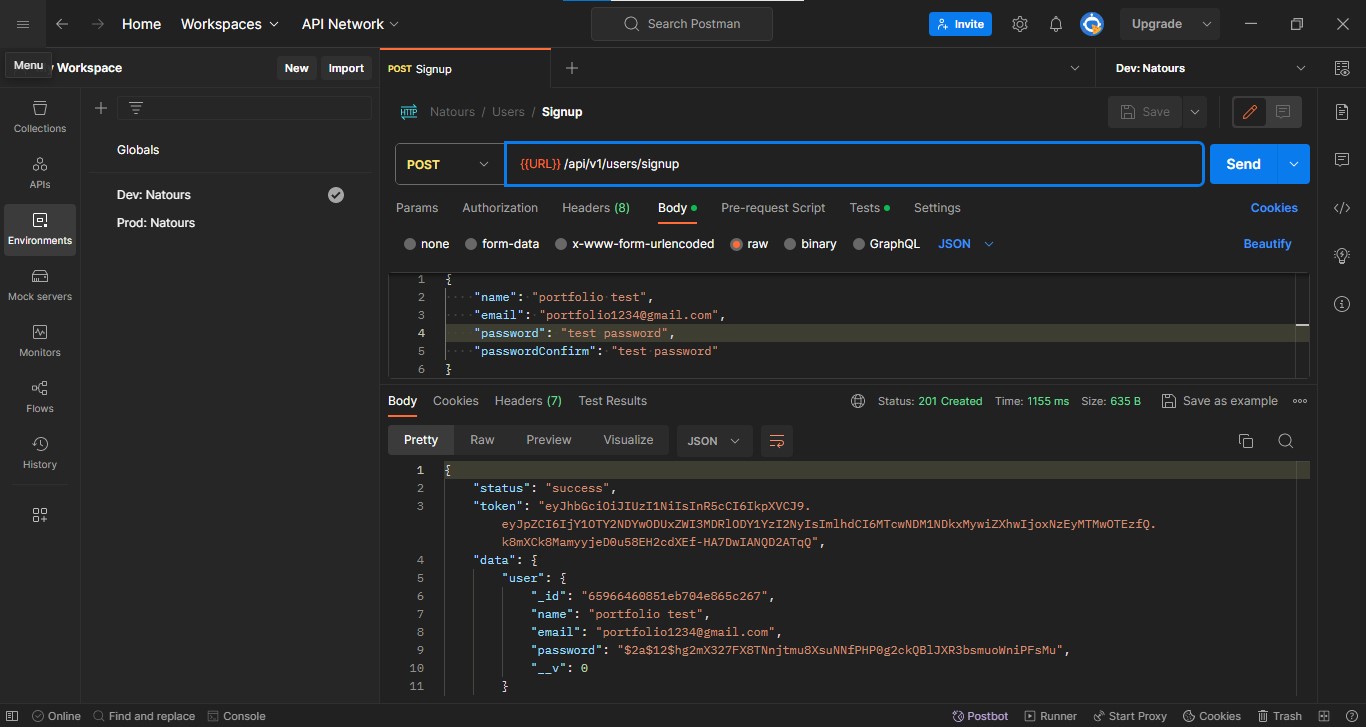 Home Workspaces API Network Search Postman Invite Upgrade
Menu Workspace New Import POST Signup Dev: Natours
Collections
APIs
Environments
Mock servers
Monitors
Flows
History
Globals
Dev: Natours
Prod: Natours
HTTP Natours / Users / Signup Save
POST {{URL}} /api/v1/users/signup Send
Params Authorization Headers (8) Body Pre-request Script Tests Settings Cookies
none form-data x-www-form-urlencoded raw binary GraphQL JSON Beautify
1 {
2 "name": "portfolio test",
3 "email": "portfolio1234@gmail.com",
4 "password": "test password",
5 "passwordConfirm": "test password"
6 }
Body Cookies Headers (7) Test Results Status: 201 Created Time: 1155 ms Size: 635 B Save as example
Pretty Raw Preview Visualize JSON
1 {
2 "status": "success",
3 "token": "eyJhbGciOiJIUzI1NiIsInR5cCI6IkpXVCJ9.
eyJpZCI6IjY1OTY2NDYwODUxZWI3MDRlODY1YzI2NyIsImlhdCI6MTcwNDM1NDkxMywiZXhwIjoxNzEyMTMwOTEzfQ.
k8mXCk8MamyyjeD0u58EH2cdXEf-HA7DwIANQD2ATqQ",
4 "data": {
5 "user": {
6 "_id": "65966460851eb704e865c267",
7 "name": "portfolio test",
8 "email": "portfolio1234@gmail.com",
9 "password": "$2a$12$hg2mX327FX8TNnjtmu8XsuNNfPHP0g2ckQBlJXR3bsmuoWniPFsMu",
10 "__v": 0
11 }
Online Find and replace Console Postbot Runner Start Proxy Cookies Trash